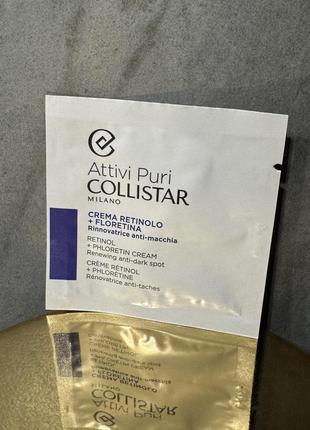 Attivi Puri
COLLISTAR
MILANO
CREMA RETINOLO
+ FLORETINA
Rinnovatrice anti-macchia
RETINOL
+ PHLORETIN CREAM
Renewing anti-dark spot
CRÈME RÉTINOL
+ PHLORÉTINE
Rénovatrice anti-taches